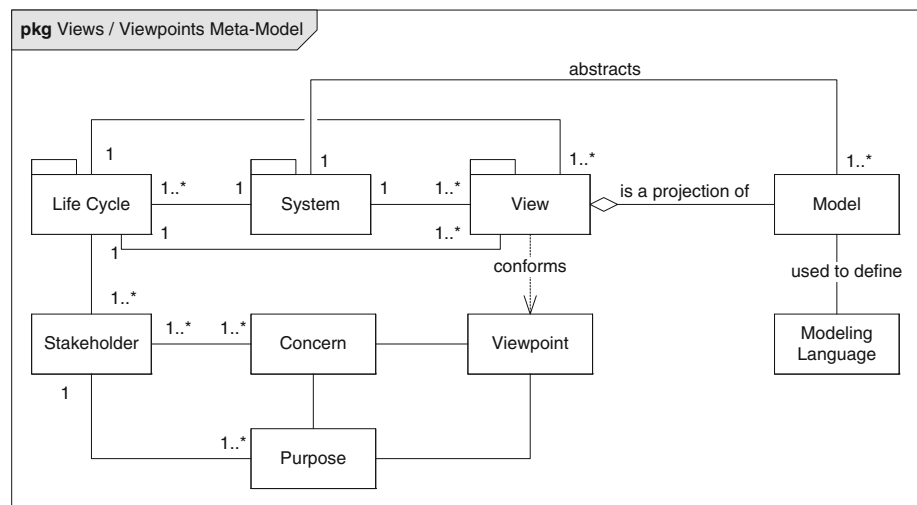 pkg Views / Viewpoints Meta-Model
abstracts
1
1
1..*
1..*
1..*
1
1
1..*
is a projection of
Life Cycle
System
View
Model
1
1..*
1
conforms
used to define
1..*
1..*
1..*
Stakeholder
Concern
Viewpoint
Modeling
Language
1
1..*
Purpose